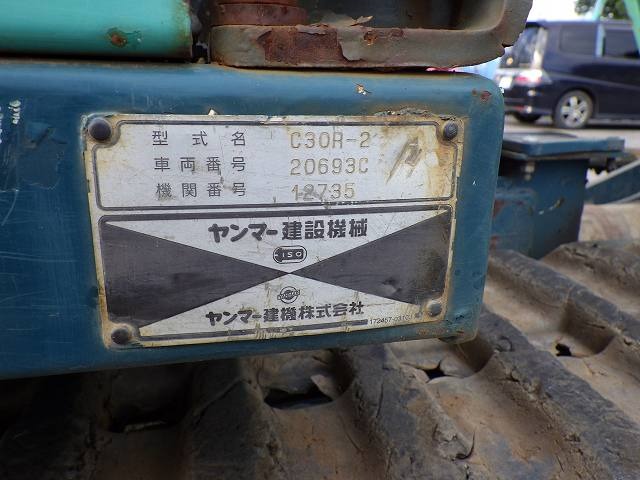 型式名 C30R-2
車両番号 20693C
機関番号 12735
ヤンマー建設機械
ISO
ヤンマー建機株式会社